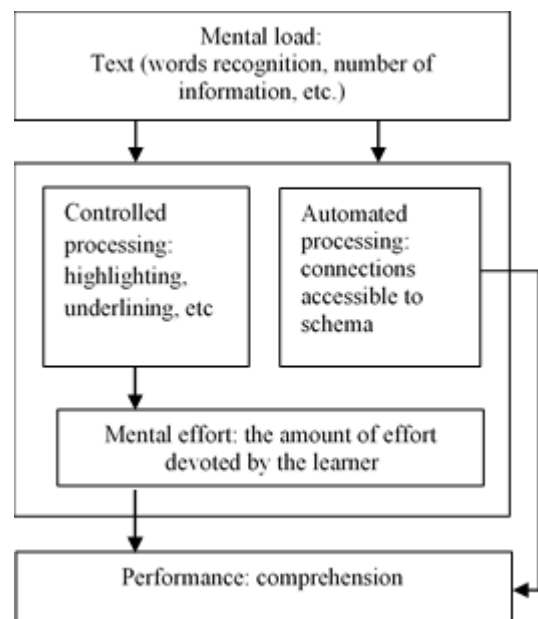 Mental load:
Text (words recognition, number of
information, etc.)
Controlled
processing:
highlighting,
underlining, etc
Automated
processing:
connections
accessible to
schema
Mental effort: the amount of effort
devoted by the learner
Performance: comprehension